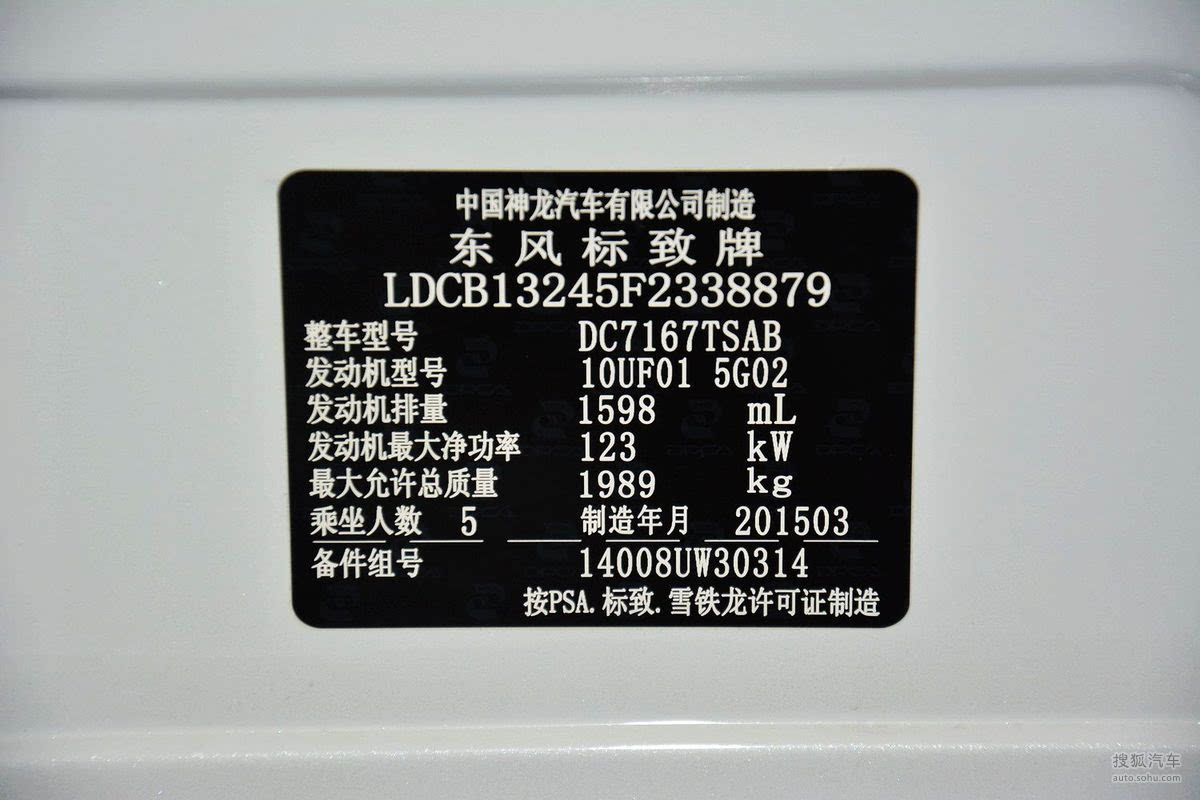 中国神龙汽车有限公司制造
东风标致牌
LDCB13245F2338879
整车型号 DC7167TSAB
发动机型号 10UF01 5G02
发动机排量 1598 mL
发动机最大净功率 123 kW
最大允许总质量 1989 kg
乘坐人数 5 制造年月 201503
备件组号 14008UW30314
按PSA.标致.雪铁龙许可证制造
搜狐汽车
auto.sohu.com